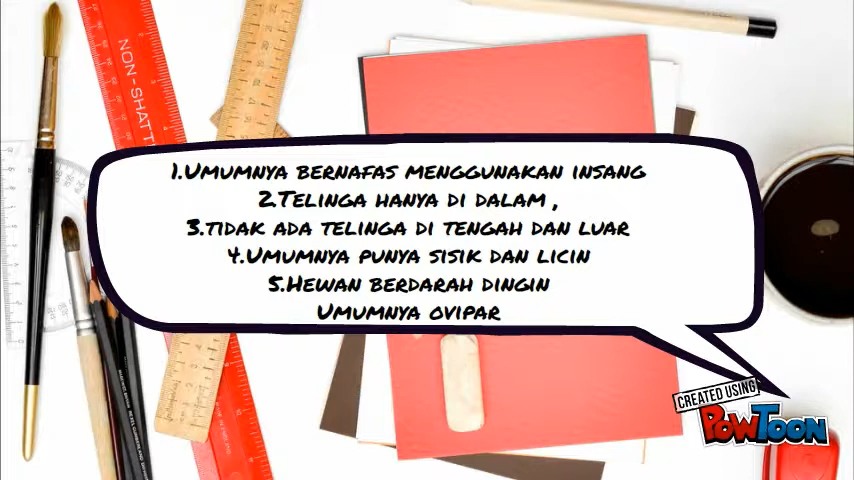 NON-SHATT
1.UMUMNYA BERNAFAS MENGGUNAKAN INSANG
2.TELINGA HANYA DI DALAM ,
3.TIDAK ADA TELINGA DI TENGAH DAN LUAR
4.UMUMNYA PUNYA SISIK DAN LICIN
5.HEWAN BERDARAH DINGIN
UMUMNYA OVIPAR
CREATED USING
POWTOON